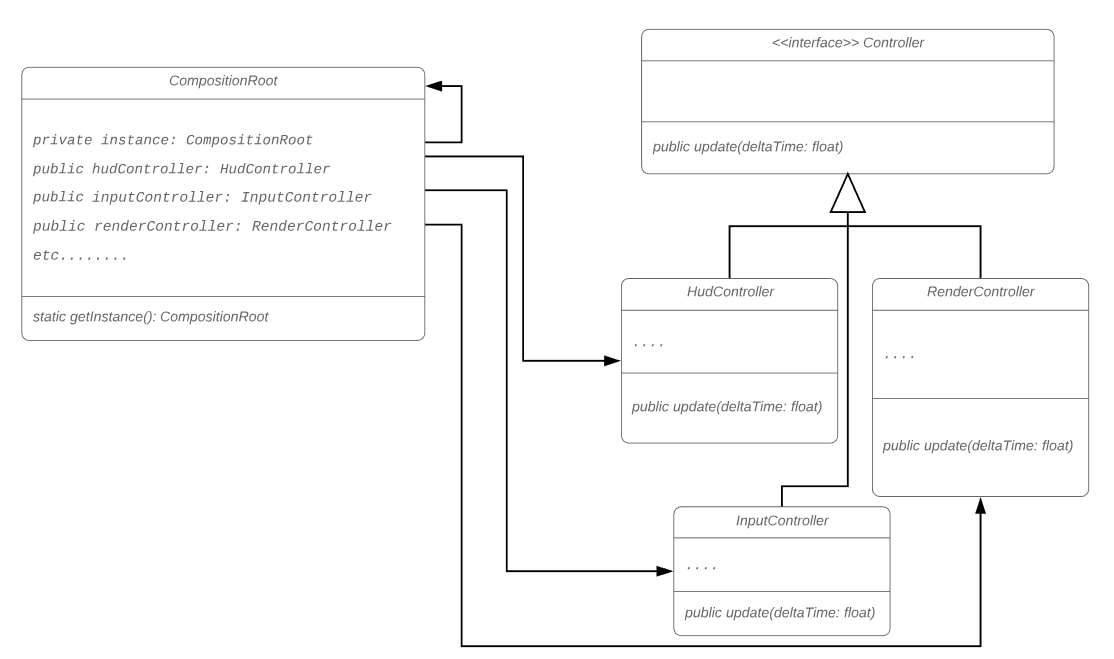 CompositionRoot
private instance: CompositionRoot
public hudController: HudController
public inputController: InputController
public renderController: RenderController
etc........
static getInstance(): CompositionRoot
<<interface>> Controller
public update(deltaTime: float)
HudController
....
public update(deltaTime: float)
RenderController
....
public update(deltaTime: float)
InputController
....
public update(deltaTime: float)